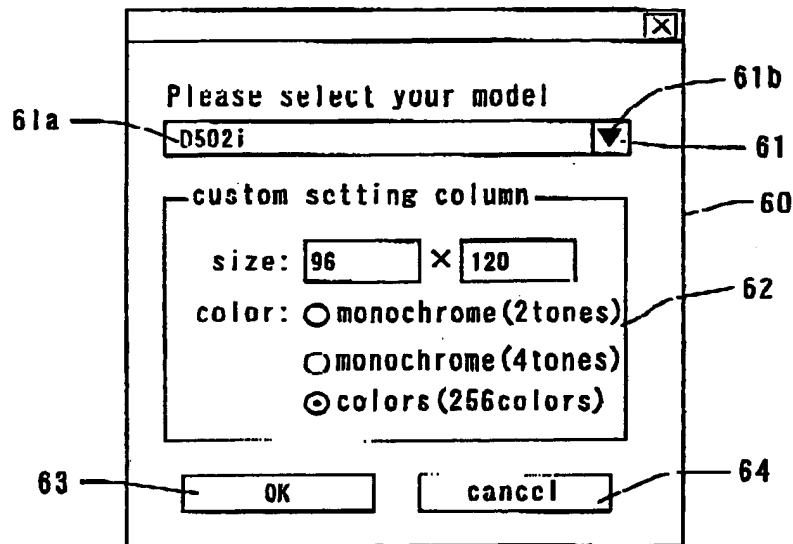 Please select your model
61b
61a
D502i
61
custom setting column
60
size: 96 × 120
62
color: monochrome(2tones)
monochrome(4tones)
colors(256colors)
63
OK
cancel
64